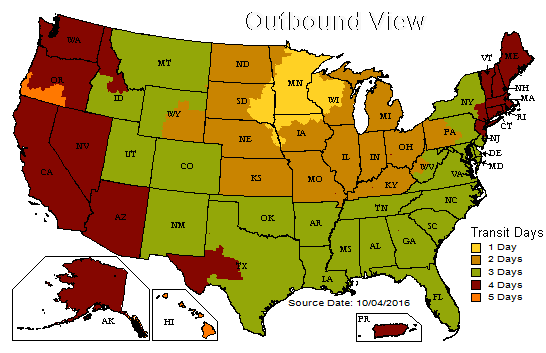 Outbound View
WA
MT
ND
MN
VT
ME
OR
ID
SD
WI
NH
MA
WY
MI
NY
RI
CT
NE
IA
PA
NJ
NV
UT
CO
IL
IN
OH
DE
MD
CA
KS
MO
KY
WV
VA
AZ
NM
OK
AR
TN
NC
SC
TX
LA
MS
AL
GA
FL
Transit Days
1 Day
2 Days
3 Days
4 Days
5 Days
Source Date: 10/04/2016
AK
HI
PR